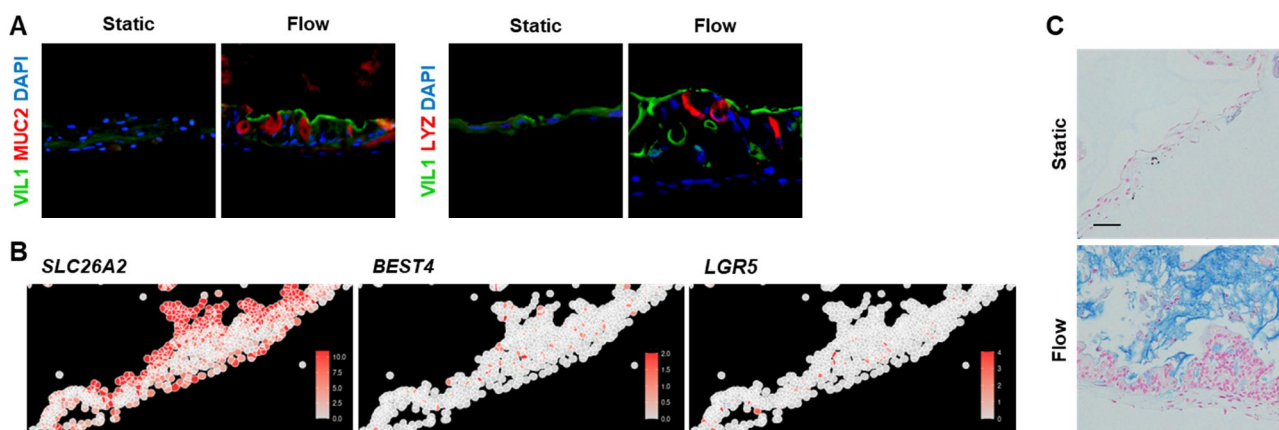 A
Static
Flow
VIL1 MUC2 DAPI
Static
Flow
VIL1 LYZ DAPI
B
SLC26A2
BEST4
LGR5
10.0
7.5
5.0
2.5
0.0
2.0
1.5
1.0
0.5
0.0
4
3
2
1
0
C
Static
Flow